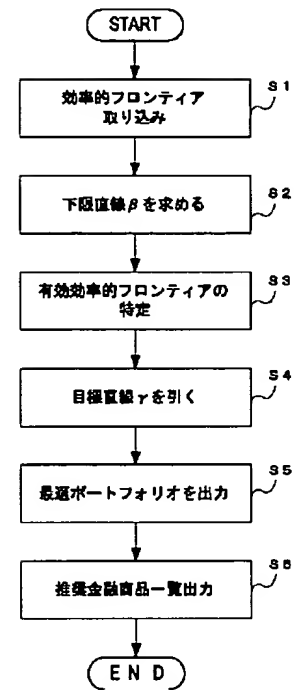 START
効率的フロンティア
取り込み
S1
下限直線βを求める
S2
有効効率的フロンティアの
特定
S3
目標直線γを引く
S4
最適ポートフォリオを出力
S5
推奨金融商品一覧出力
S6
END